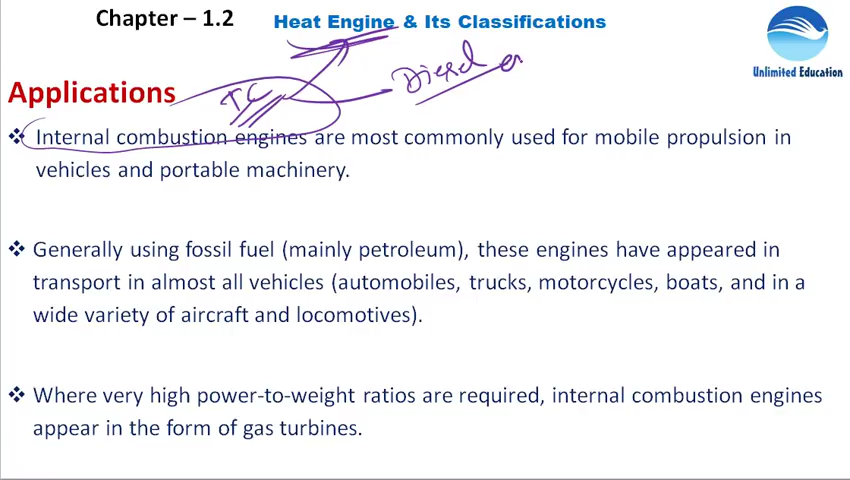 Chapter – 1.2
Heat Engine & Its Classifications
Unlimited Education
Applications
IC
Diesel en
❖ Internal combustion engines are most commonly used for mobile propulsion in
vehicles and portable machinery.
❖ Generally using fossil fuel (mainly petroleum), these engines have appeared in
transport in almost all vehicles (automobiles, trucks, motorcycles, boats, and in a
wide variety of aircraft and locomotives).
❖ Where very high power-to-weight ratios are required, internal combustion engines
appear in the form of gas turbines.